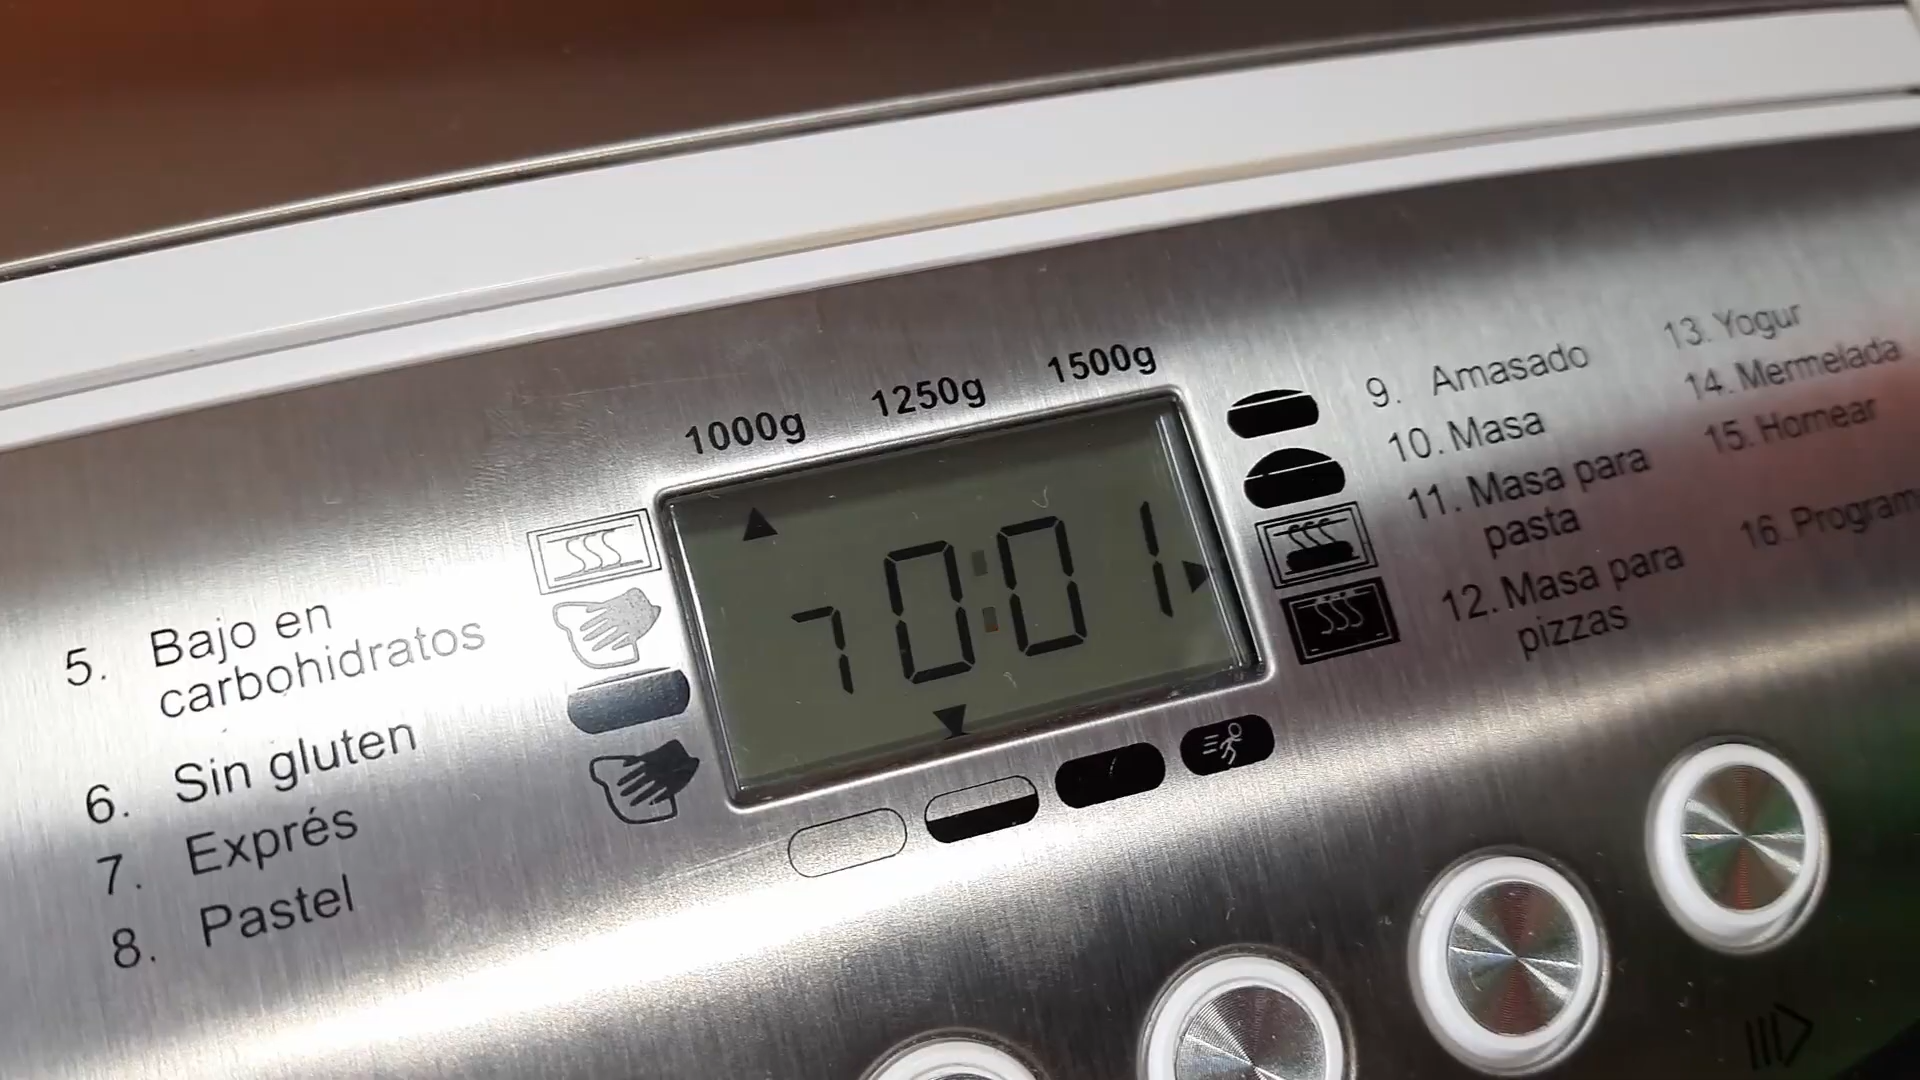 1000g 1250g 1500g
70:01
5. Bajo en
carbohidratos
6. Sin gluten
7. Exprés
8. Pastel
9. Amasado
10. Masa
11. Masa para
pasta
12. Masa para
pizzas
13. Yogur
14. Mermelada
15. Hornear
16. Program